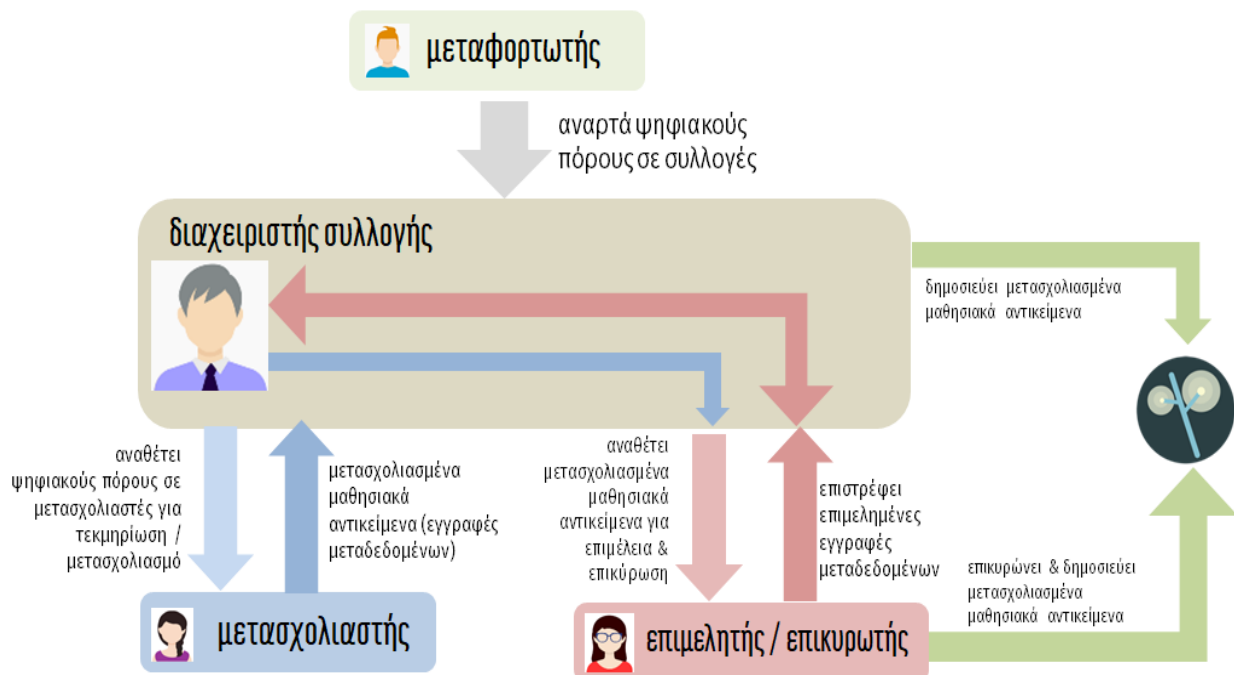 μεταφορτωτής
αναρτά ψηφιακούς
πόρους σε συλλογές
διαχειριστής συλλογής
δημοσιεύει μετασχολιασμένα
μαθησιακά αντικείμενα
αναθέτει
ψηφιακούς πόρους σε
μετασχολιαστές για
τεκμηρίωση /
μετασχολιασμό
μετασχολιασμένα
μαθησιακά
αντικείμενα (εγγραφές
μεταδεδομένων)
αναθέτει
μετασχολιασμένα
μαθησιακά
αντικείμενα για
επιμέλεια &
επικύρωση
επιστρέφει
επιμελημένες
εγγραφές
μεταδεδομένων
επικυρώνει & δημοσιεύει
μετασχολιασμένα
μαθησιακά αντικείμενα
μετασχολιαστής
επιμελητής / επικυρωτής